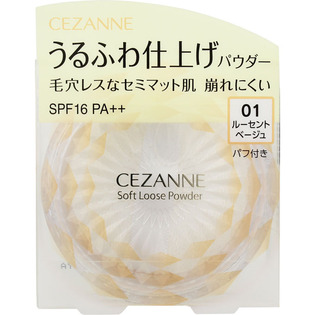 CEZANNE
うるふわ仕上げパウダー
毛穴レスなセミマット肌 崩れにくい
SPF16 PA++
01
ルーセント
ベージュ
パフ付き
CEZANNE
Soft Loose Powder